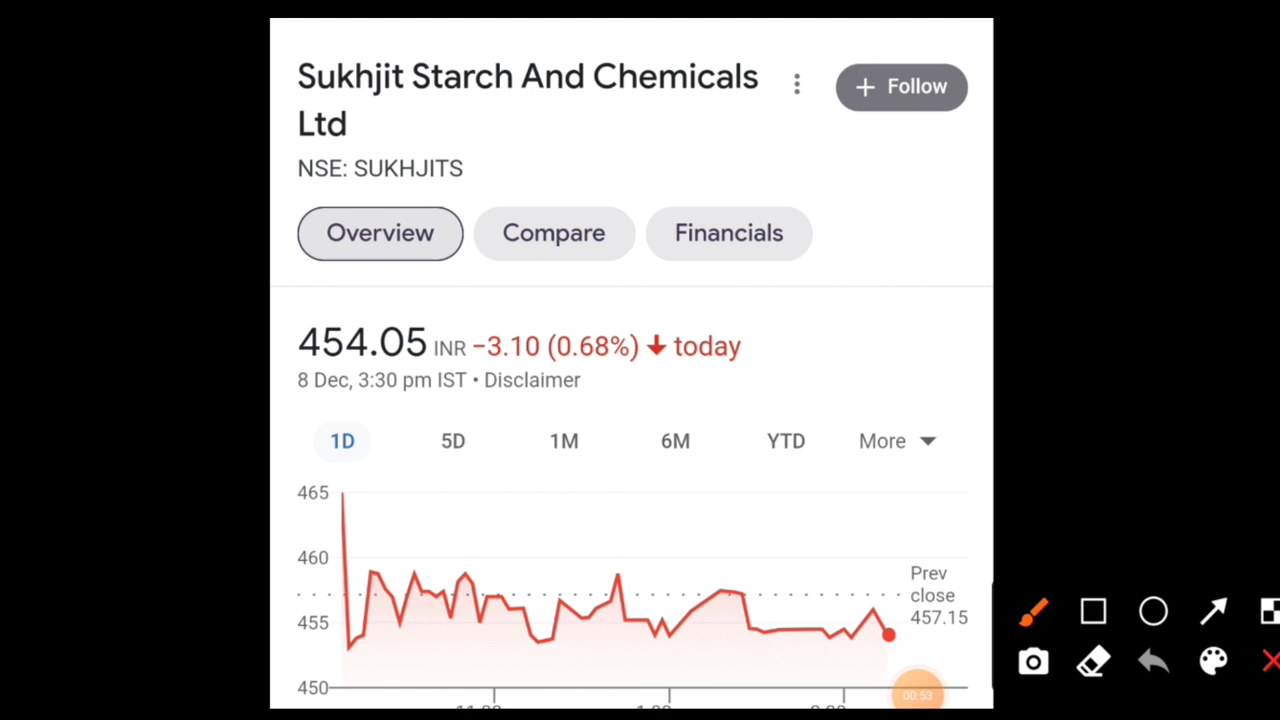 Sukhjit Starch And Chemicals
Ltd
+ Follow
NSE: SUKHJITS
Overview Compare Financials
454.05 INR −3.10 (0.68%) ↓ today
8 Dec, 3:30 pm IST • Disclaimer
1D 5D 1M 6M YTD More
465
460
Prev
close
457.15
455
450
00:53